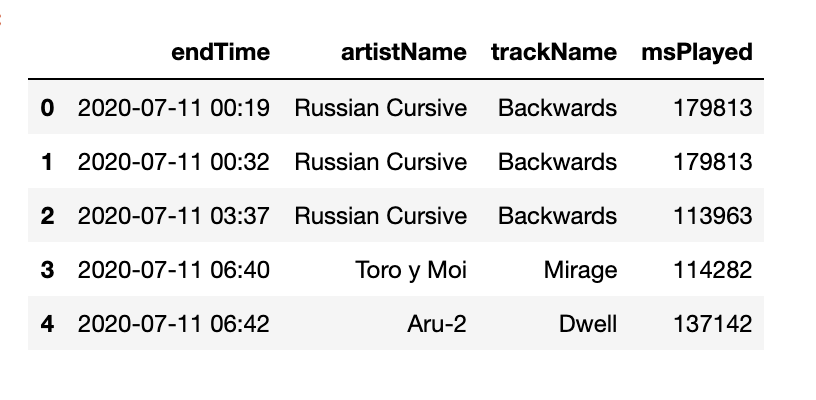 endTime artistName trackName msPlayed
0 2020-07-11 00:19 Russian Cursive Backwards 179813
1 2020-07-11 00:32 Russian Cursive Backwards 179813
2 2020-07-11 03:37 Russian Cursive Backwards 113963
3 2020-07-11 06:40 Toro y Moi Mirage 114282
4 2020-07-11 06:42 Aru-2 Dwell 137142